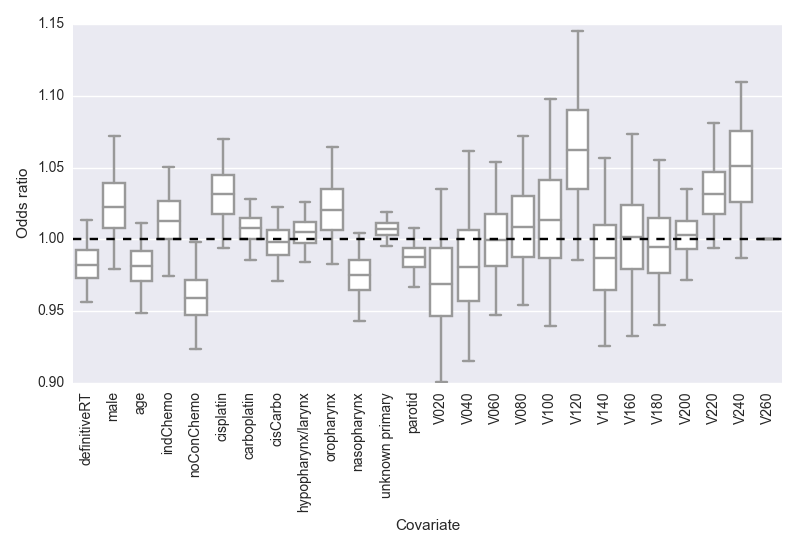 1.15
1.10
1.05
1.00
0.95
0.90
Odds ratio
definitiveRT
male
age
indChemo
noConChemo
cisplatin
carboplatin
cisCarbo
hypopharynx/larynx
oropharynx
nasopharynx
unknown primary
parotid
V020
V040
V060
V080
V100
V120
V140
V160
V180
V200
V220
V240
V260
Covariate